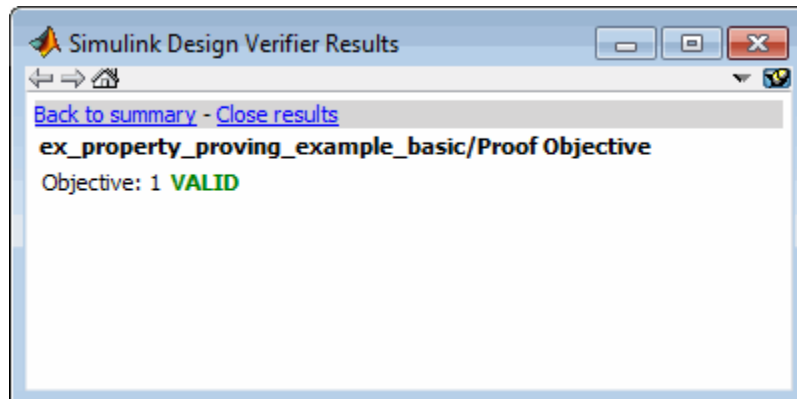 Simulink Design Verifier Results
Back to summary - Close results
ex_property_proving_example_basic/Proof Objective
Objective: 1 VALID